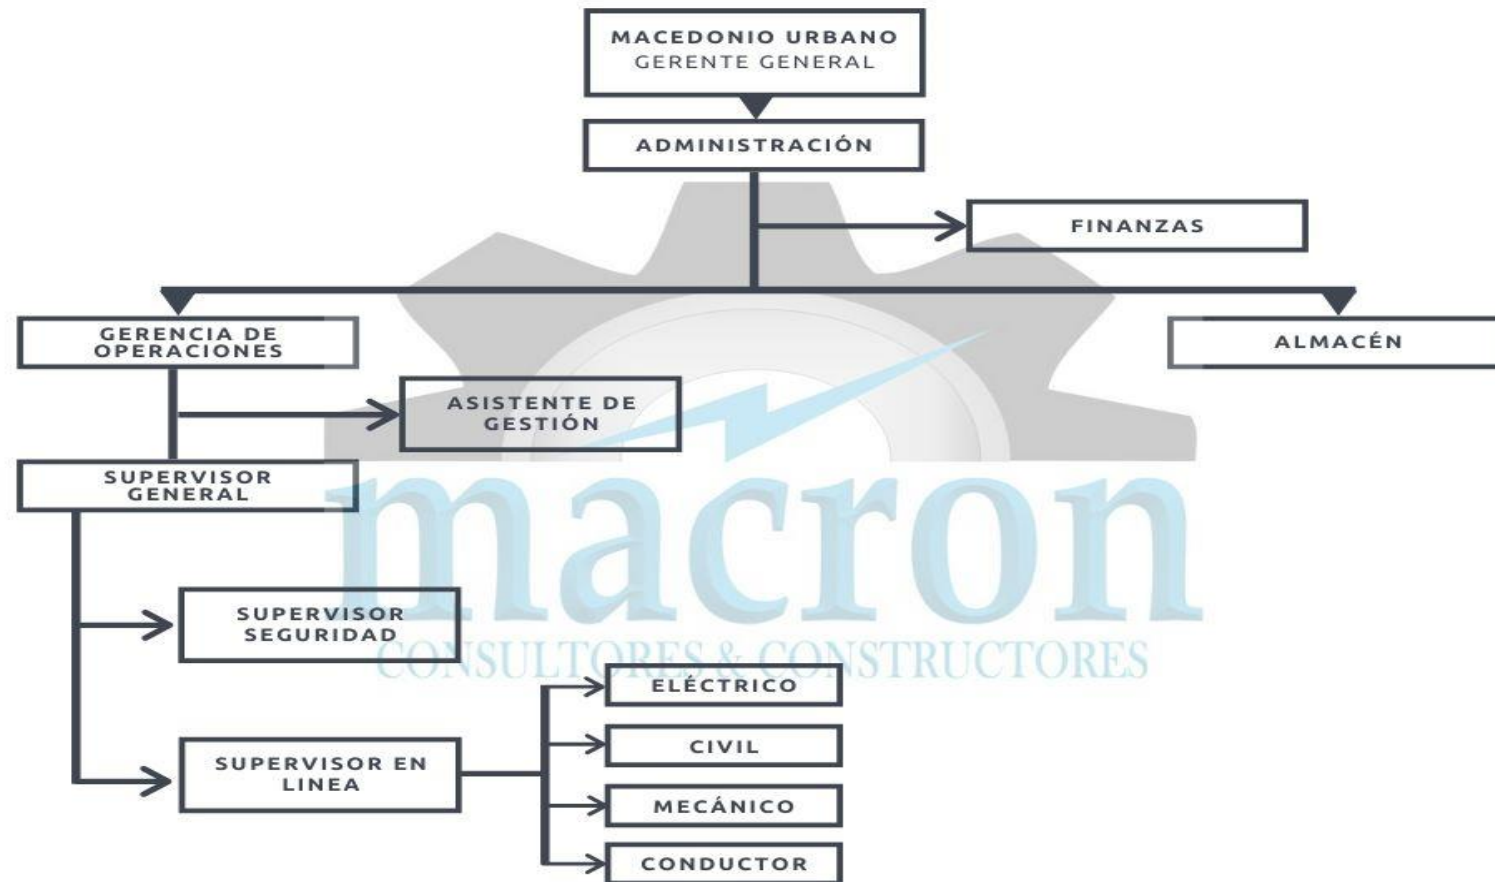 MACEDONIO URBANO
GERENTE GENERAL
ADMINISTRACIÓN
FINANZAS
GERENCIA DE
OPERACIONES
ALMACÉN
ASISTENTE DE
GESTIÓN
SUPERVISOR
GENERAL
macron
CONSULTORES & CONSTRUCTORES
SUPERVISOR
SEGURIDAD
SUPERVISOR EN
LINEA
ELÉCTRICO
CIVIL
MECÁNICO
CONDUCTOR